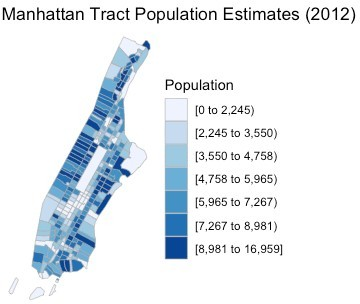 Manhattan Tract Population Estimates (2012)
Population
[0 to 2,245)
[2,245 to 3,550)
[3,550 to 4,758)
[4,758 to 5,965)
[5,965 to 7,267)
[7,267 to 8,981)
[8,981 to 16,959]